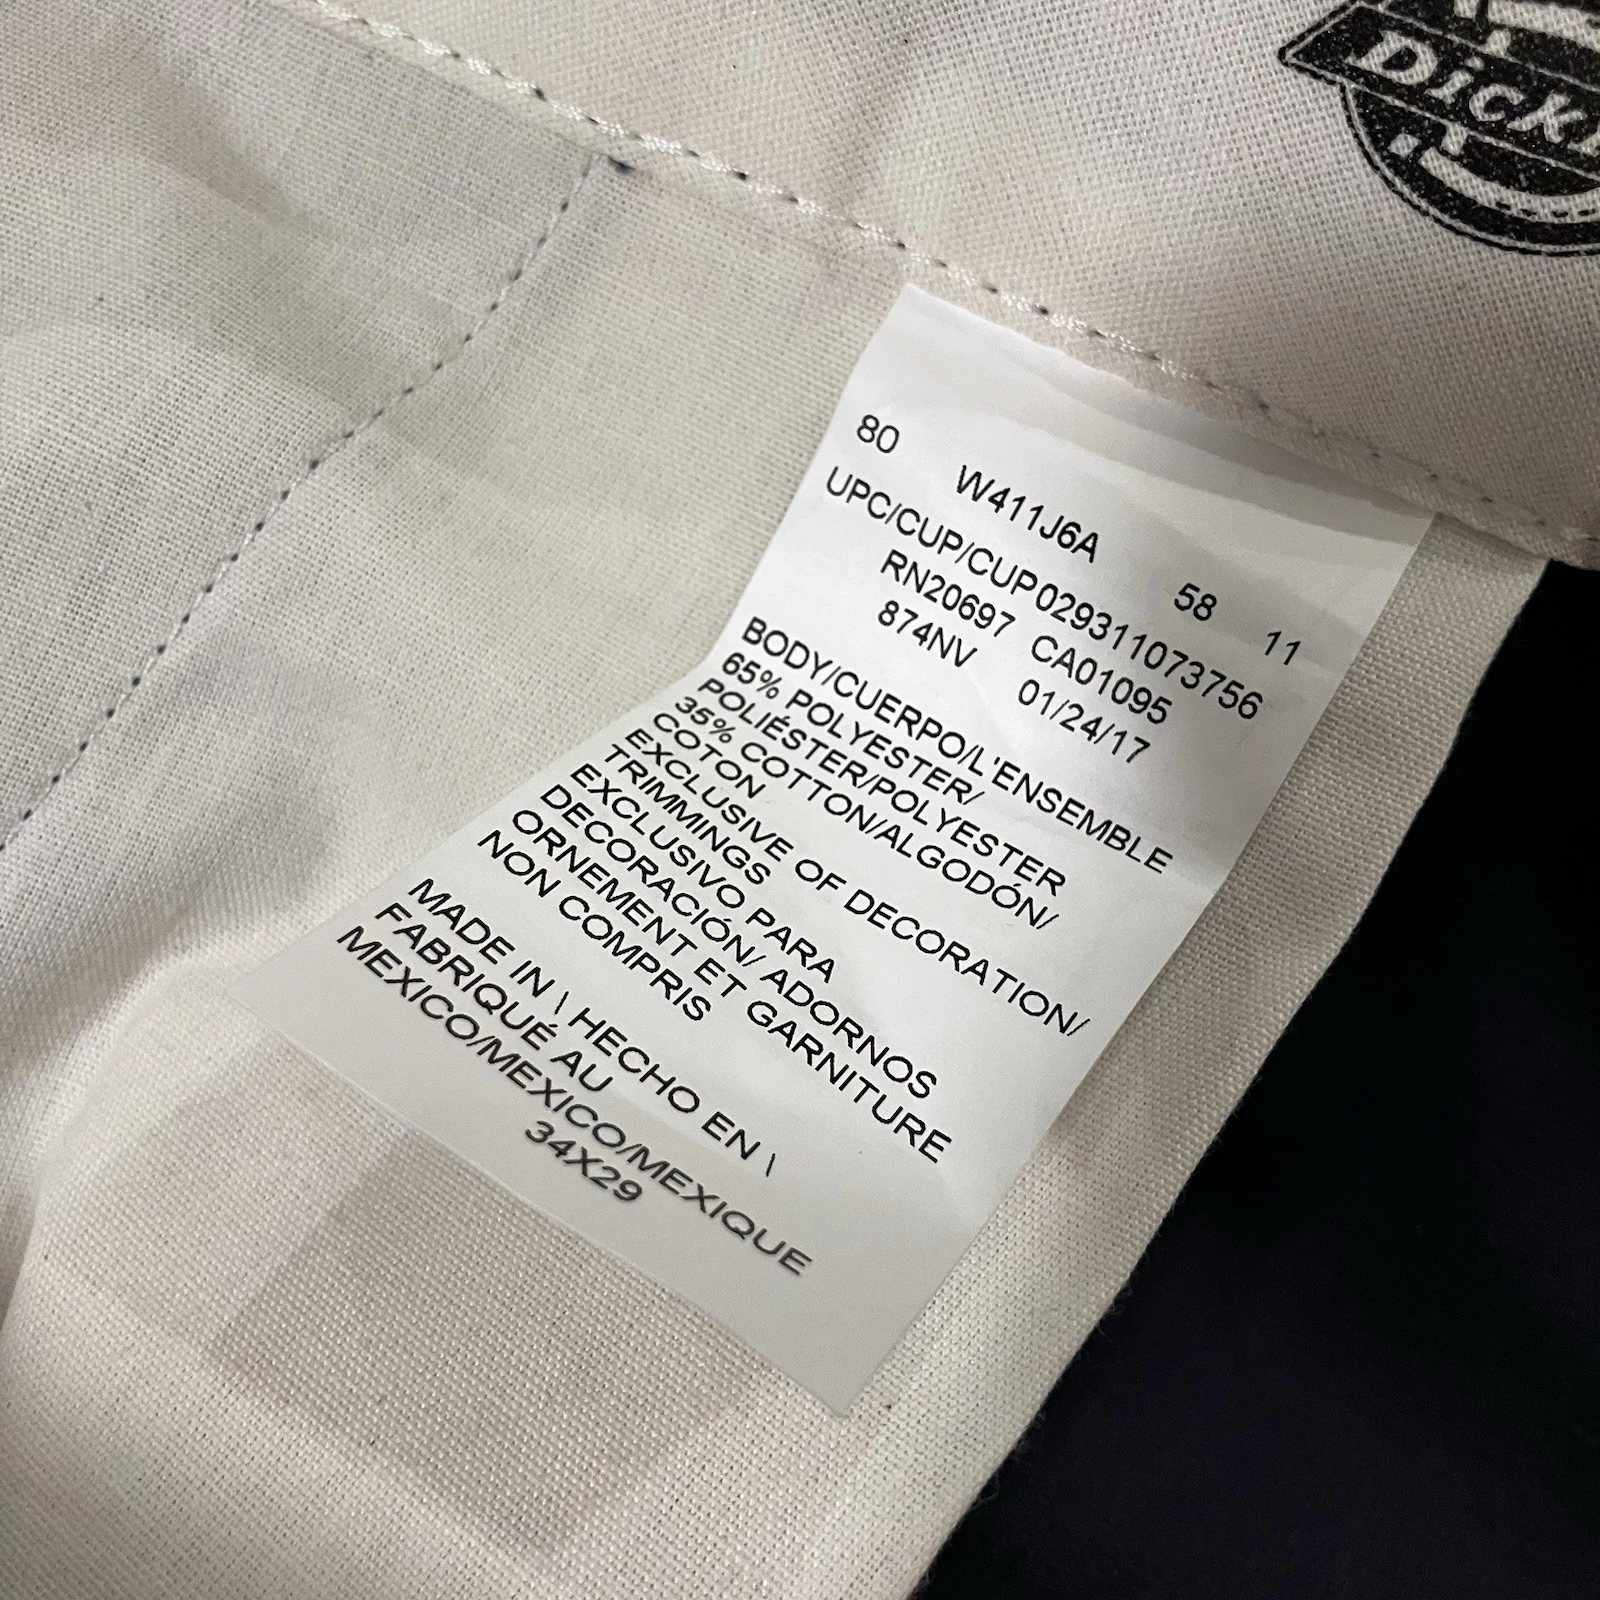 Dick
80 W411J6A 58 11
UPC/CUP/CUP029311073756
RN20697 CA01095
874NV 01/24/17
BODY/CUERPO/L'ENSEMBLE
65% POLYESTER/
POLIÉSTER/POLYESTER
35% COTTON/ALGODÓN/
COTON
EXCLUSIVE OF DECORATION/
TRIMMINGS
EXCLUSIVO PARA
DECORACIÓN/ ADORNOS
ORNEMENT ET GARNITURE
NON COMPRIS
MADE IN \ HECHO EN \
FABRIQUÉ AU
MEXICO/MEXICO/MEXIQUE
34X29